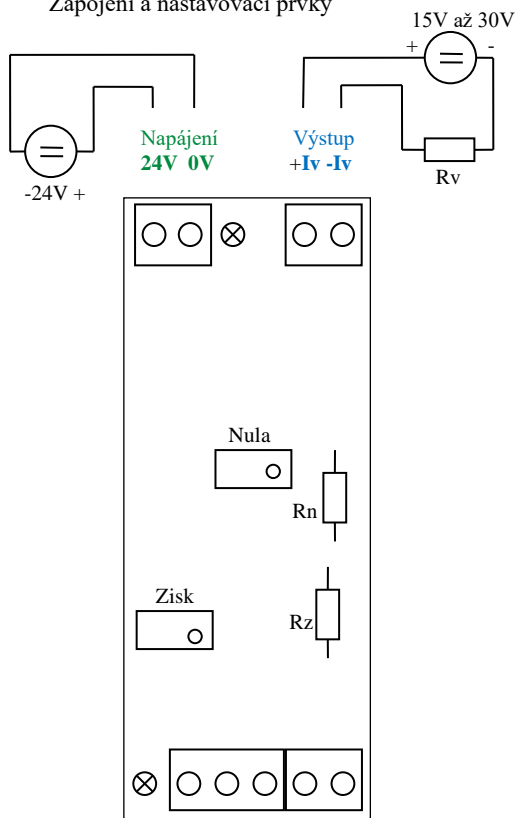 Zapojení a nastavovací prvky
15V až 30V
+ -
Napájení
24V 0V
Výstup
+Iv -Iv
-24V +
Rv
Nula
Rn
Zisk
Rz